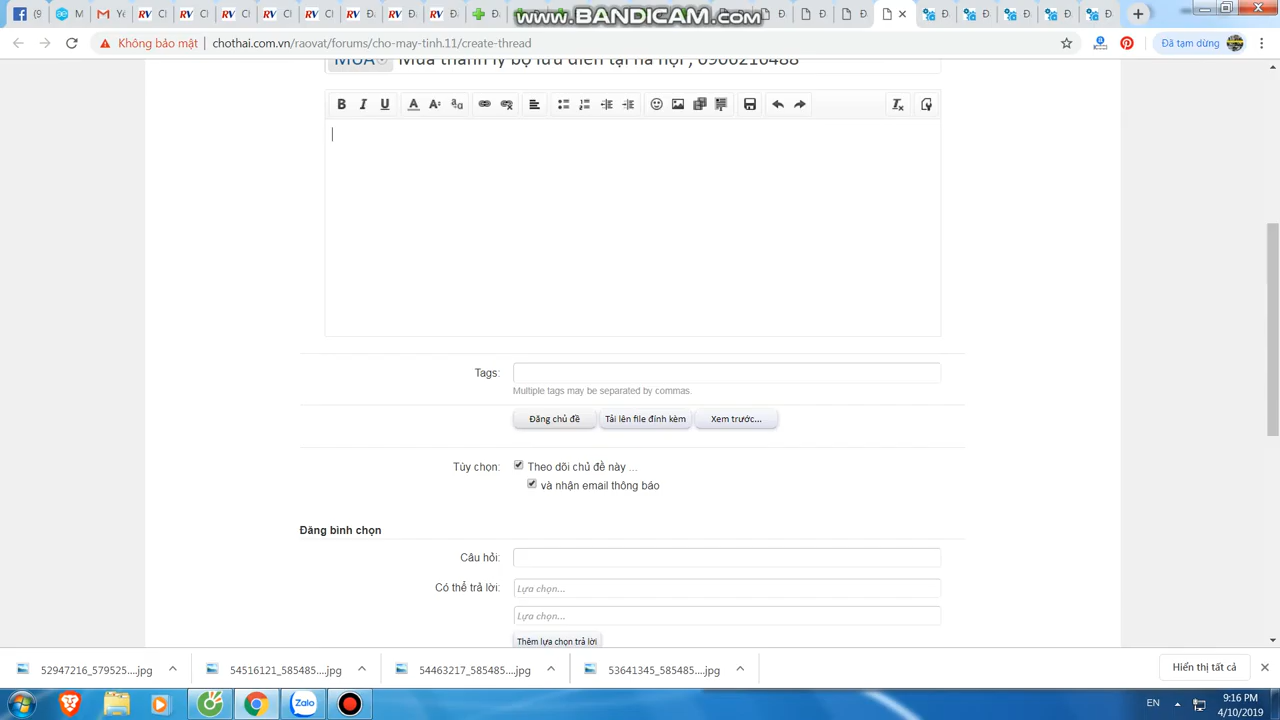 WWW.BANDICAM.COM
Không bảo mật
chothai.com.vn/raovat/forums/cho-may-tinh.11/create-thread
Đã tạm dừng
MUA Mua thanh lý bộ lưu điện tại hà nội , 0906216488
B I U
Tags:
Multiple tags may be separated by commas.
Đăng chủ đề Tải lên file đính kèm Xem trước...
Tùy chọn: Theo dõi chủ đề này ...
và nhận email thông báo
Đăng bình chọn
Câu hỏi:
Có thể trả lời: Lựa chọn...
Lựa chọn...
Thêm lựa chọn trả lời
52947216_579525....jpg 54516121_585485....jpg 54463217_585485....jpg 53641345_585485....jpg Hiển thị tất cả
Zalo
EN
9:16 PM
4/10/2019